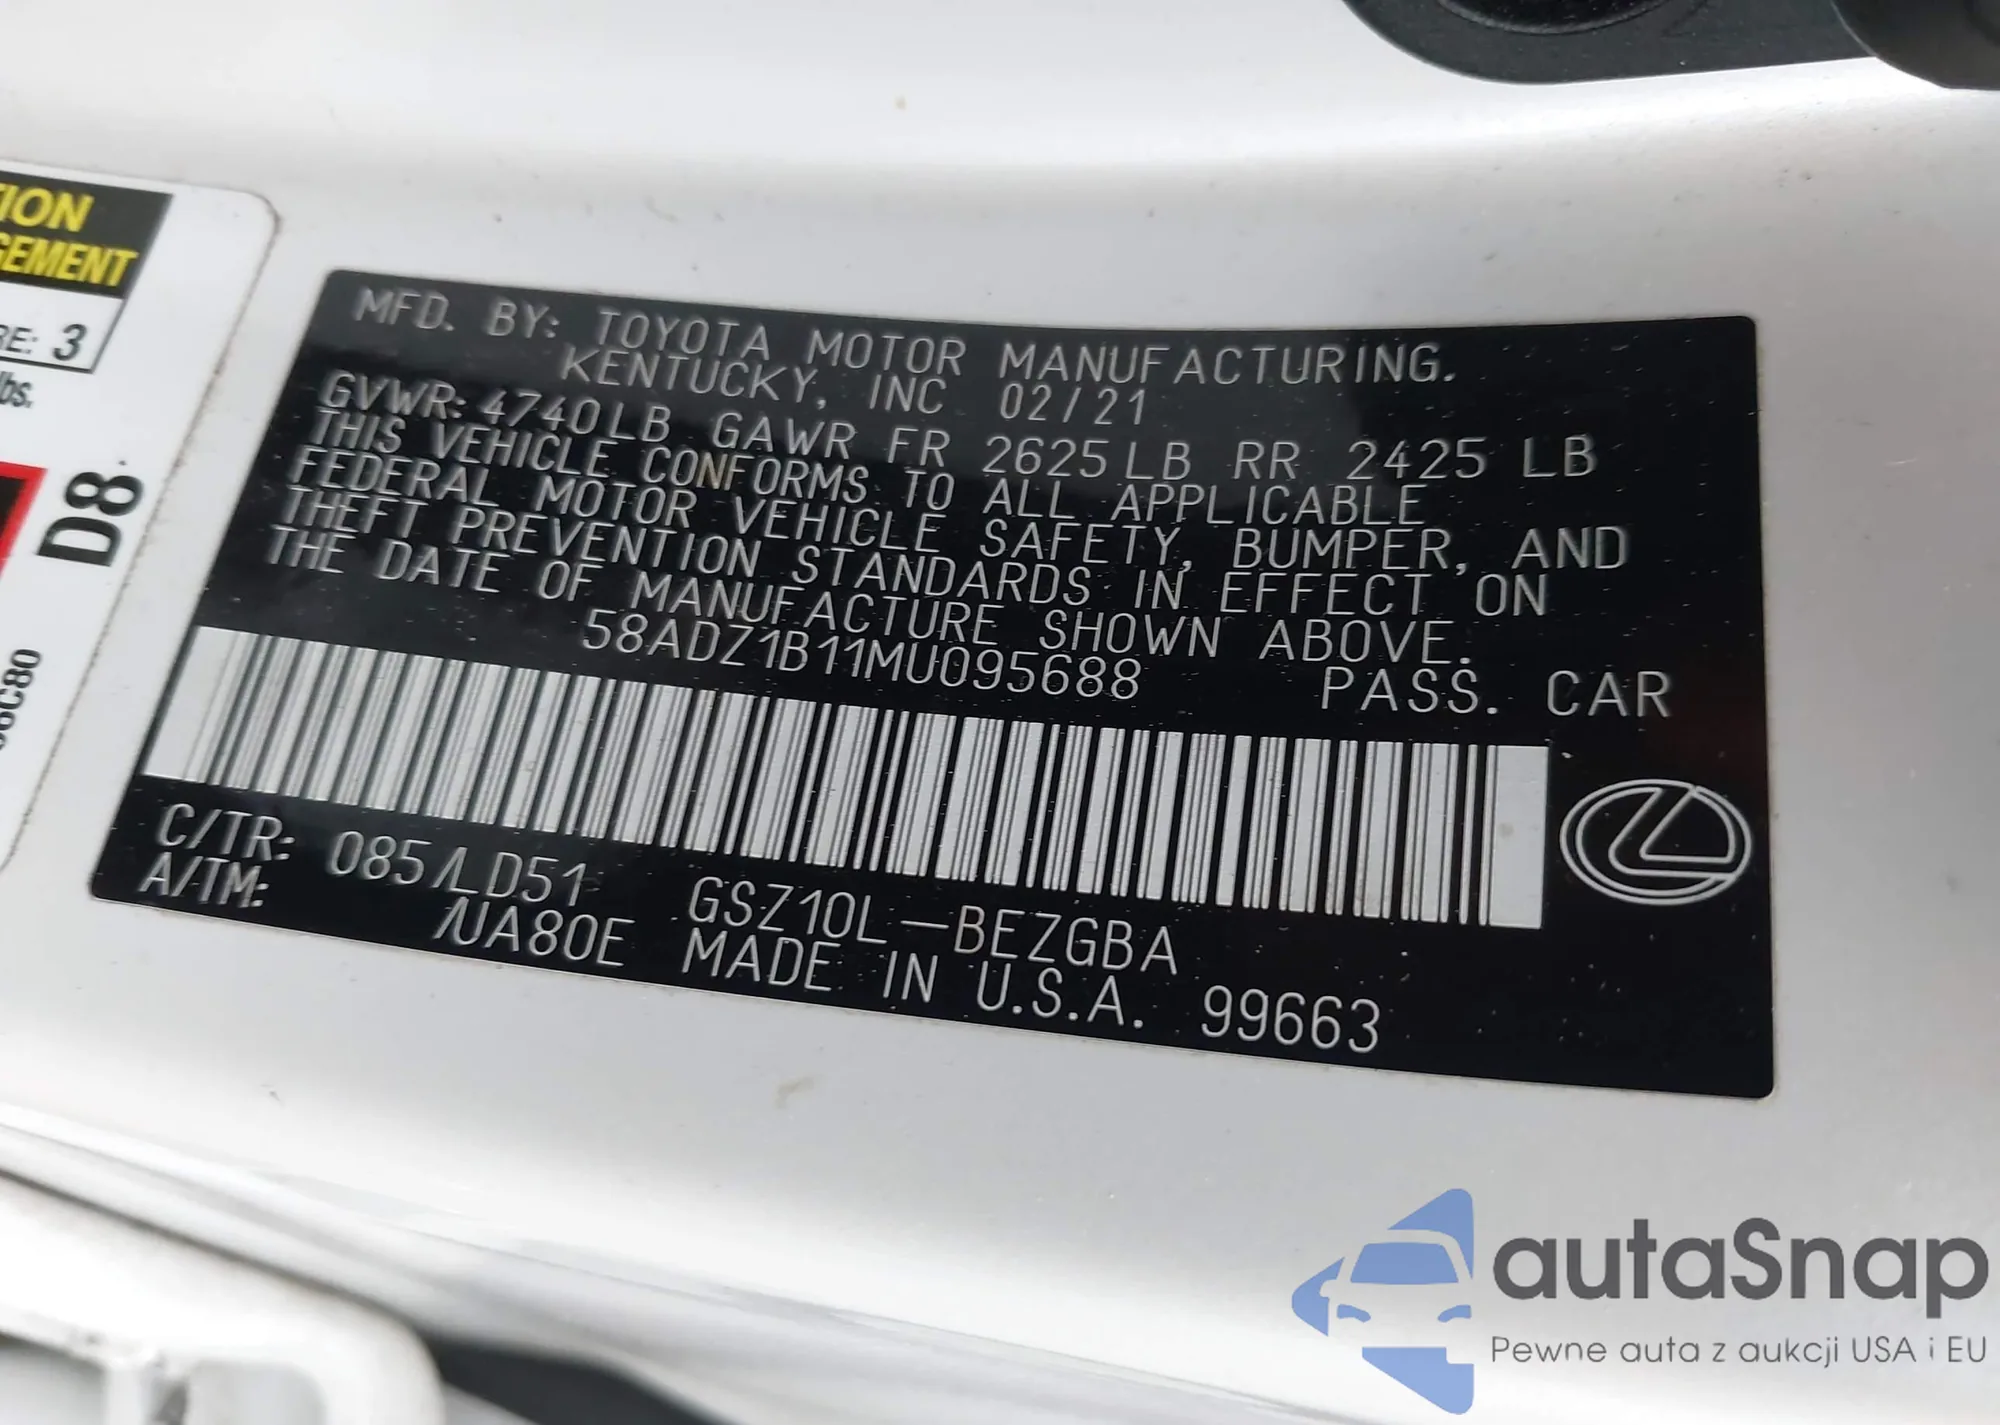 TION
GEMENT
RE: 3
lbs.
D8
MFD. BY: TOYOTA MOTOR MANUFACTURING.
KENTUCKY, INC 02/21
GVWR: 4740LB GAWR FR 2625LB RR 2425 LB
THIS VEHICLE CONFORMS TO ALL APPLICABLE
FEDERAL MOTOR VEHICLE SAFETY, BUMPER, AND
THEFT PREVENTION STANDARDS IN EFFECT ON
THE DATE OF MANUFACTURE SHOWN ABOVE.
58ADZ1B11MU095688 PASS. CAR
C/TR: 085/LD51 GSZ10L-BEZGBA
A/TM: /UA80E MADE IN U.S.A. 99663
autaSnap
Pewne auta z aukcji USA i EU